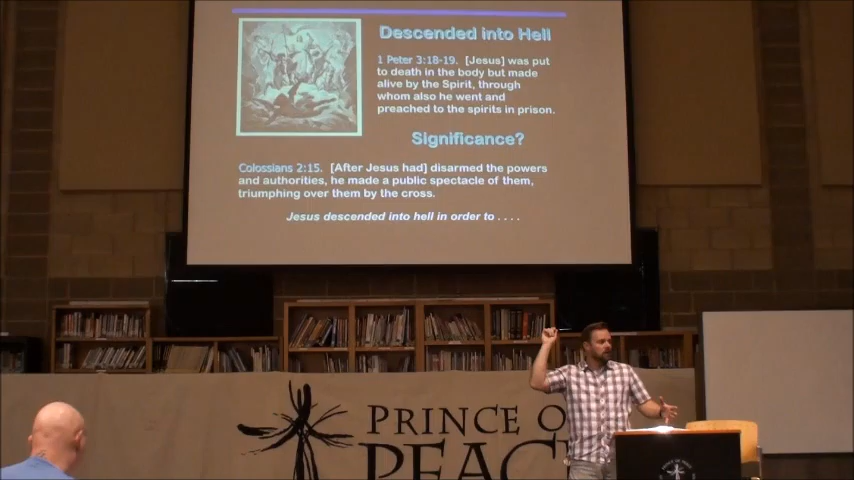 Descended into Hell
1 Peter 3:18-19. [Jesus] was put
to death in the body but made
alive by the Spirit, through
whom also he went and
preached to the spirits in prison.
Significance?
Colossians 2:15. [After Jesus had] disarmed the powers
and authorities, he made a public spectacle of them,
triumphing over them by the cross.
Jesus descended into hell in order to . . . .
PRINCE O
PEAC